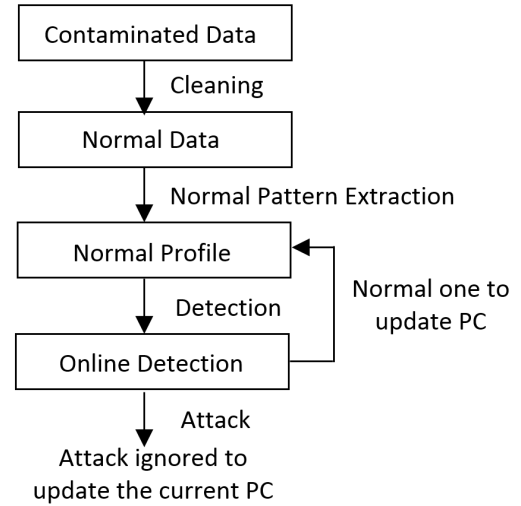 Contaminated Data
Cleaning
Normal Data
Normal Pattern Extraction
Normal Profile
Detection
Normal one to
update PC
Online Detection
Attack
Attack ignored to
update the current PC